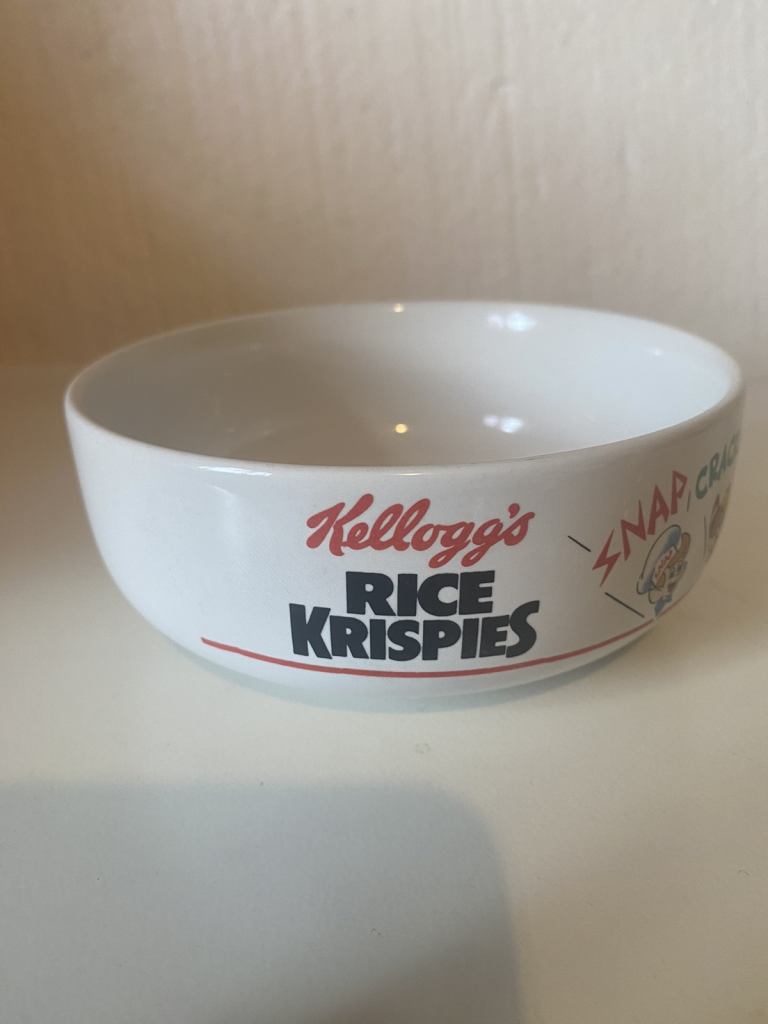 Kellogg's
RICE
KRISPIES
SNAP,